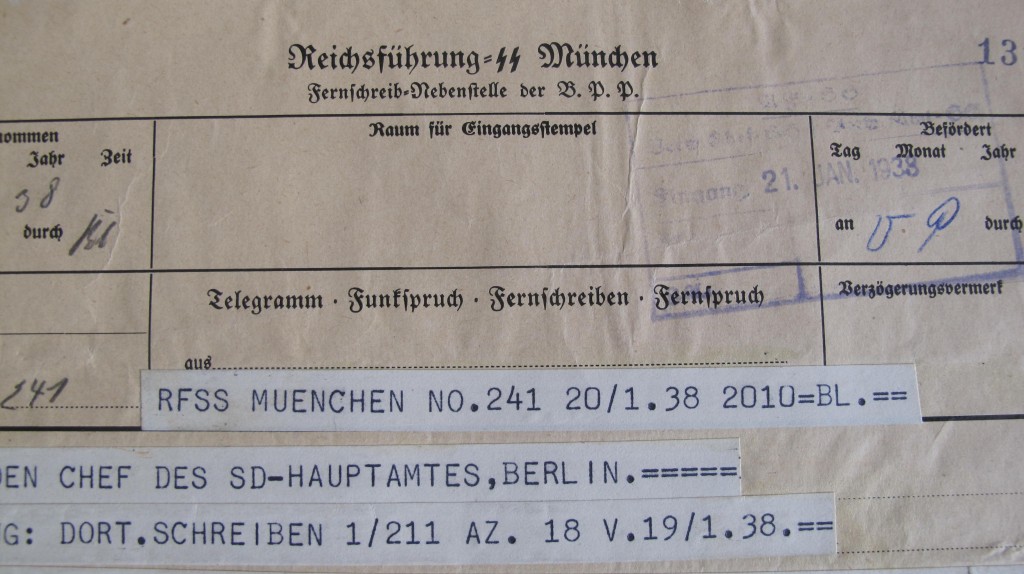 Reichsführung-SS München
13
Fernschreib-Nebenstelle der B. P. P.
nommen
Jahr Zeit
38
durch
Raum für Eingangsstempel
Befördert
Tag Monat Jahr
Eingang 21. JAN. 1938
an durch
Telegramm · Funkspruch · Fernschreiben · Fernspruch
Verzögerungsvermerk
aus
241
RFSS MUENCHEN NO.241 20/1.38 2010=BL.==
DEN CHEF DES SD-HAUPTAMTES,BERLIN.=====
G: DORT.SCHREIBEN 1/211 AZ. 18 V.19/1.38.==